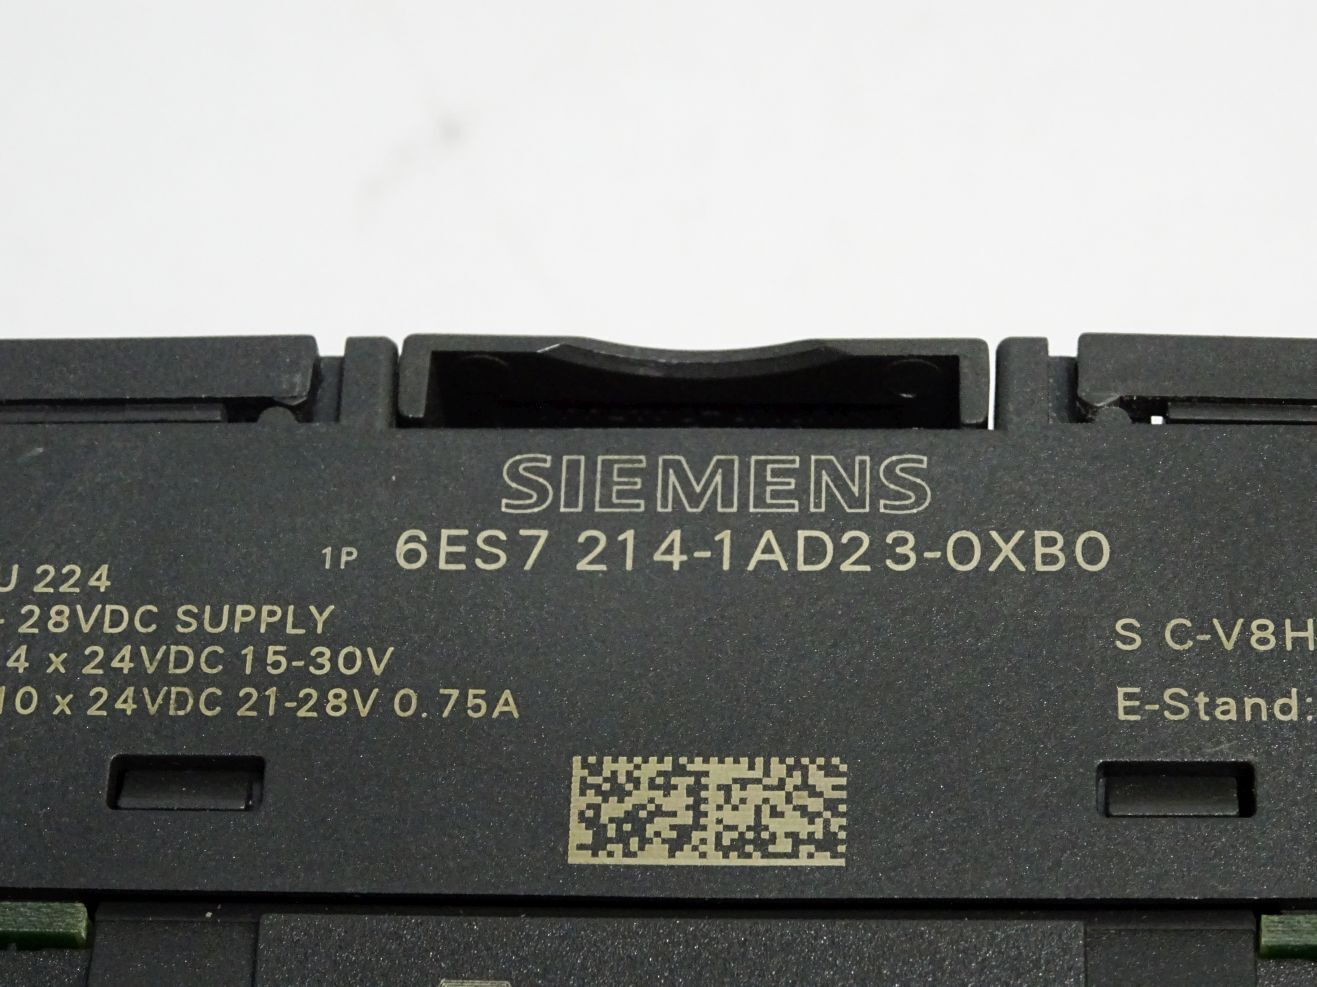 SIEMENS
1P 6ES7 214-1AD23-0XB0
U 224
- 28VDC SUPPLY
4 x 24VDC 15-30V
10 x 24VDC 21-28V 0.75A
S C-V8H
E-Stand: